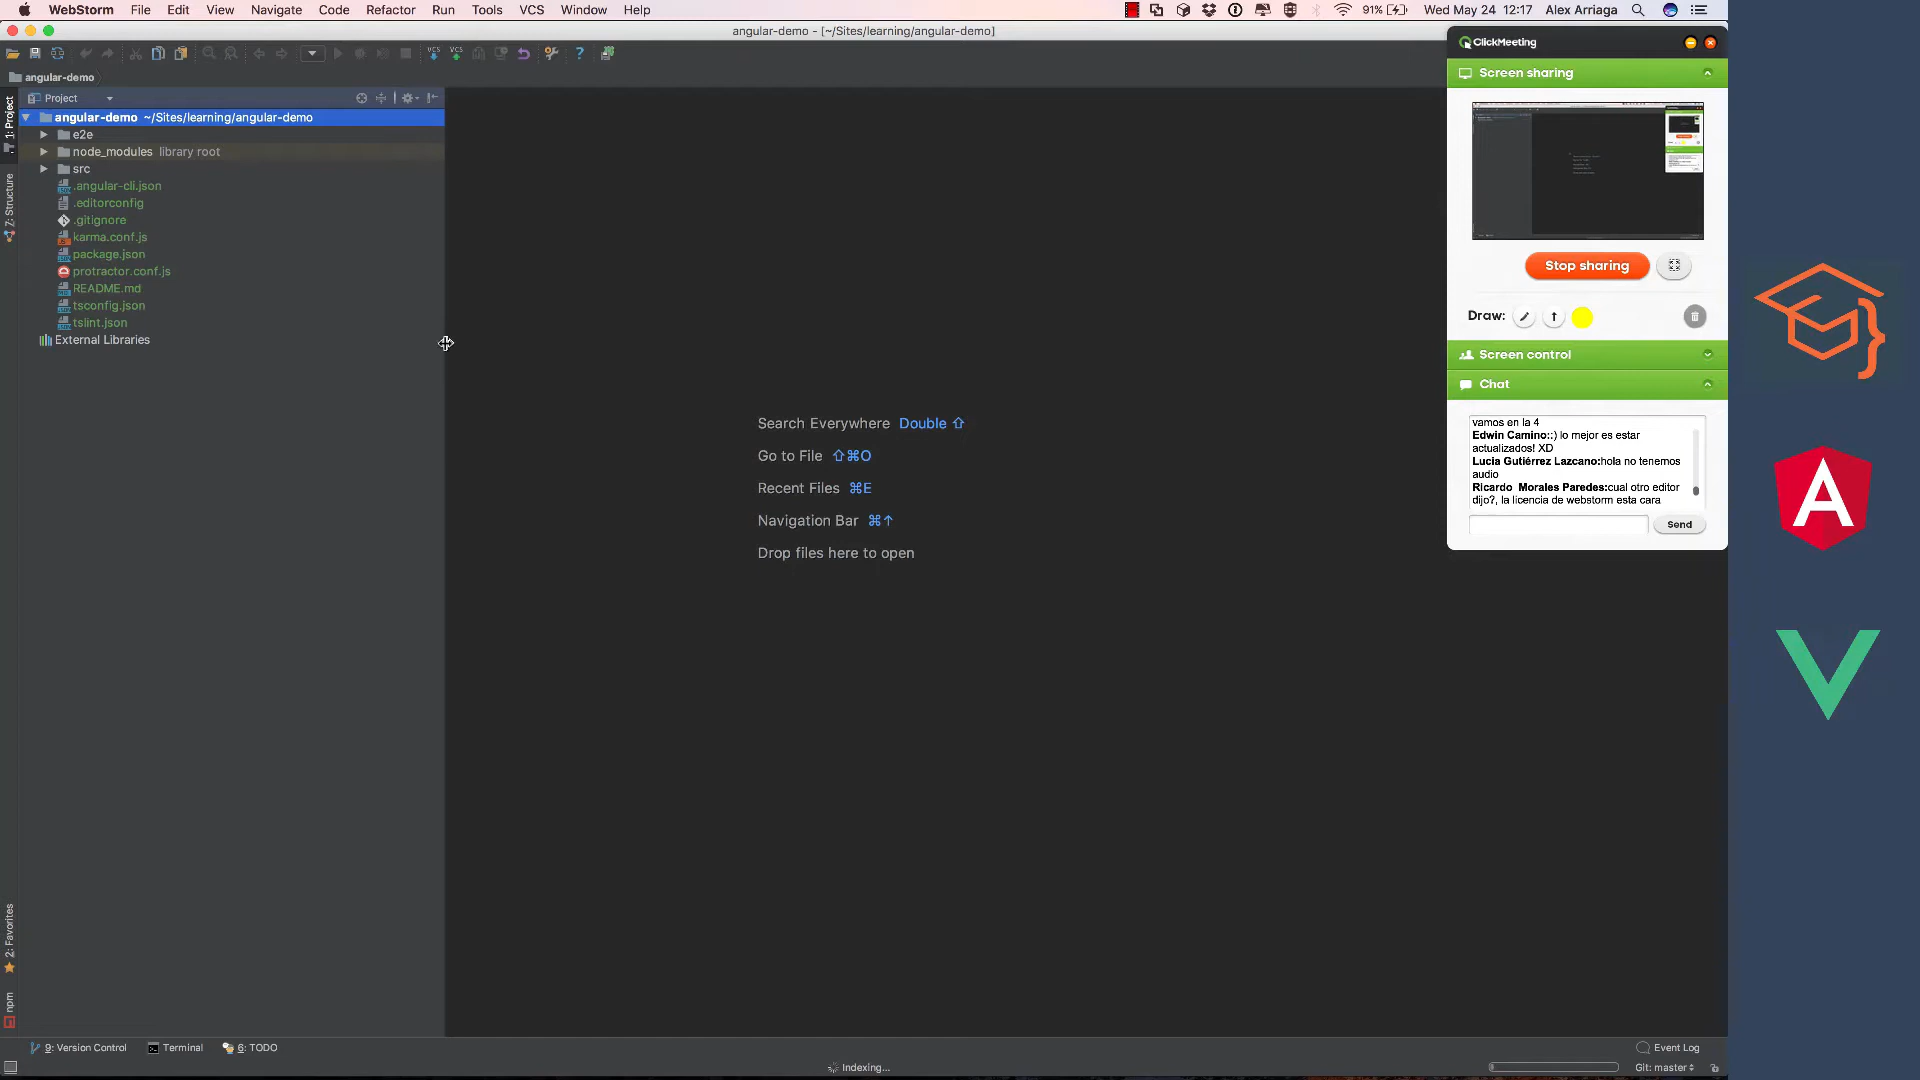 WebStorm File Edit View Navigate Code Refactor Run Tools VCS Window Help
91% Wed May 24 12:17 Alex Arriaga
angular-demo - [~/Sites/learning/angular-demo]
VCS VCS ?
angular-demo
Project
1: Project
Z: Structure
2: Favorites
npm
angular-demo ~/Sites/learning/angular-demo
e2e
node_modules library root
src
.angular-cli.json
.editorconfig
.gitignore
karma.conf.js
package.json
protractor.conf.js
README.md
tsconfig.json
tslint.json
External Libraries
Search Everywhere Double ⇧
Go to File ⇧⌘O
Recent Files ⌘E
Navigation Bar ⌘↑
Drop files here to open
ClickMeeting
Screen sharing
Stop sharing
Draw:
Screen control
Chat
vamos en la 4
Edwin Camino::) lo mejor es estar
actualizados! XD
Lucia Gutiérrez Lazcano:hola no tenemos
audio
Ricardo Morales Paredes:cual otro editor
dijo?, la licencia de webstorm esta cara
Send
A
9: Version Control Terminal 6: TODO
Event Log
Indexing...
Git: master